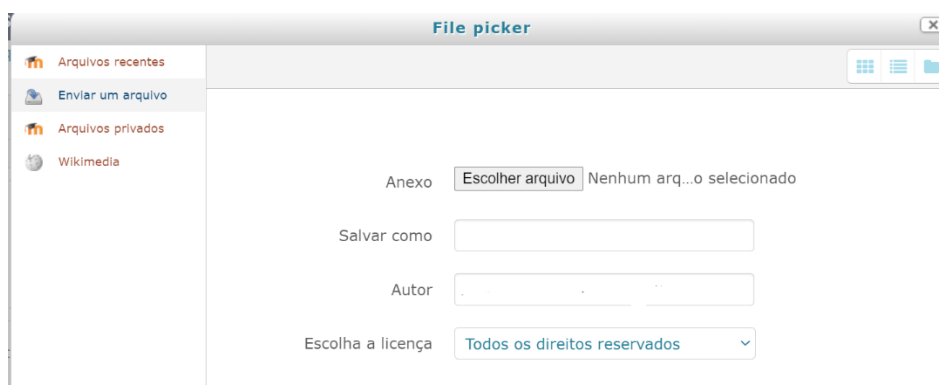 File picker
Arquivos recentes
Enviar um arquivo
Arquivos privados
Wikimedia
Anexo Escolher arquivo Nenhum arq...o selecionado
Salvar como
Autor
Escolha a licença Todos os direitos reservados